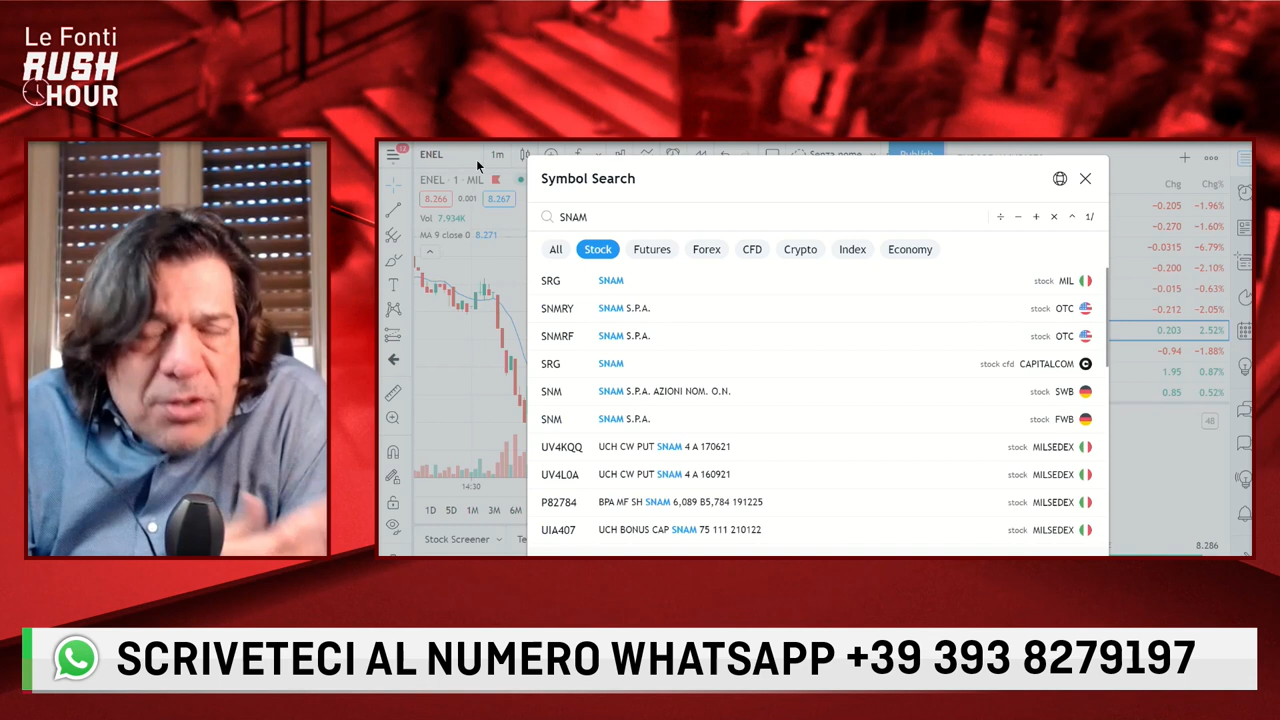 Le Fonti
RUSH
HOUR
ENEL
1m
ENEL · 1 · MIL
8.266 0.001 8.267
Vol 7.934K
MA 9 close 0 8.271
14:30
1D 5D 1M 3M 6M
Stock Screener
Te
Symbol Search
SNAM
÷ − + × ^ 1/
All Stock Futures Forex CFD Crypto Index Economy
SRG SNAM stock MIL
SNMRY SNAM S.P.A. stock OTC
SNMRF SNAM S.P.A. stock OTC
SRG SNAM stock cfd CAPITALCOM
SNM SNAM S.P.A. AZIONI NOM. O.N. stock SWB
SNM SNAM S.P.A. stock FWB
UV4KQQ UCH CW PUT SNAM 4 A 170621 stock MILSEDEX
UV4L0A UCH CW PUT SNAM 4 A 160921 stock MILSEDEX
P82784 BPA MF SH SNAM 6,089 B5,784 191225 stock MILSEDEX
UIA407 UCH BONUS CAP SNAM 75 111 210122 stock MILSEDEX
Chg Chg%
-0.205 -1.96%
-0.270 -1.60%
-0.0315 -6.79%
-0.200 -2.10%
-0.015 -0.63%
-0.212 -2.05%
0.203 2.52%
-0.94 -1.88%
1.95 0.87%
0.85 0.52%
48
8.286
SCRIVETECI AL NUMERO WHATSAPP +39 393 8279197